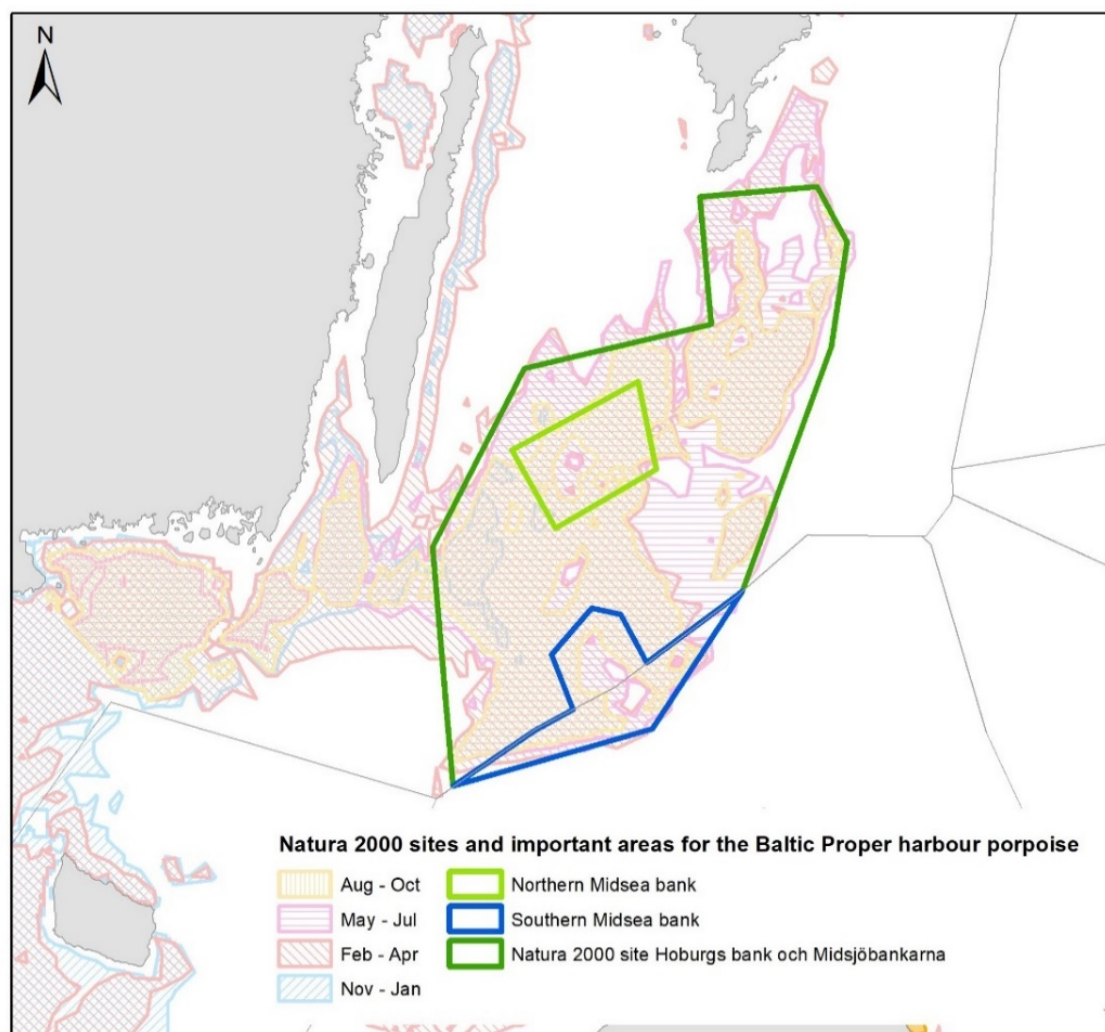 N
Natura 2000 sites and important areas for the Baltic Proper harbour porpoise
Aug - Oct
Northern Midsea bank
May - Jul
Southern Midsea bank
Feb - Apr
Natura 2000 site Hoburgs bank och Midsjöbankarna
Nov - Jan